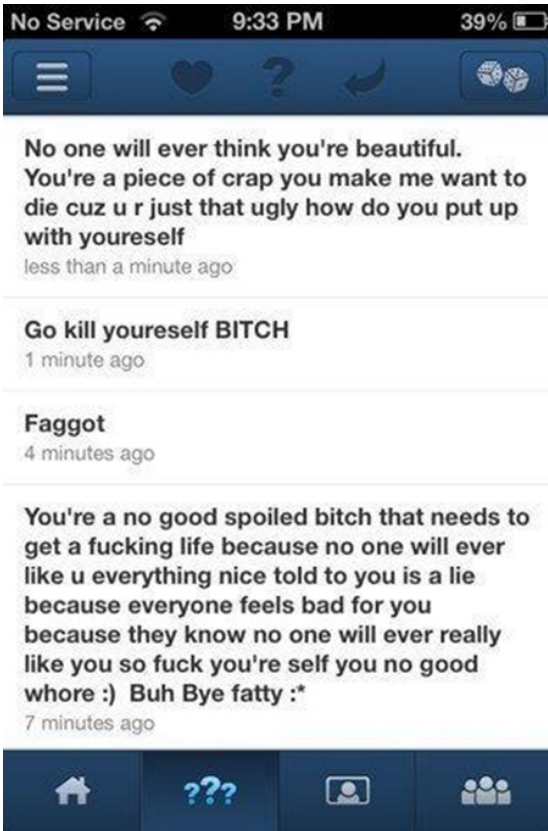 No Service 9:33 PM 39%
No one will ever think you're beautiful.
You're a piece of crap you make me want to
die cuz u r just that ugly how do you put up
with youreself
less than a minute ago
Go kill youreself BITCH
1 minute ago
Faggot
4 minutes ago
You're a no good spoiled bitch that needs to
get a fucking life because no one will ever
like u everything nice told to you is a lie
because everyone feels bad for you
because they know no one will ever really
like you so fuck you're self you no good
whore :) Buh Bye fatty :*
7 minutes ago
???